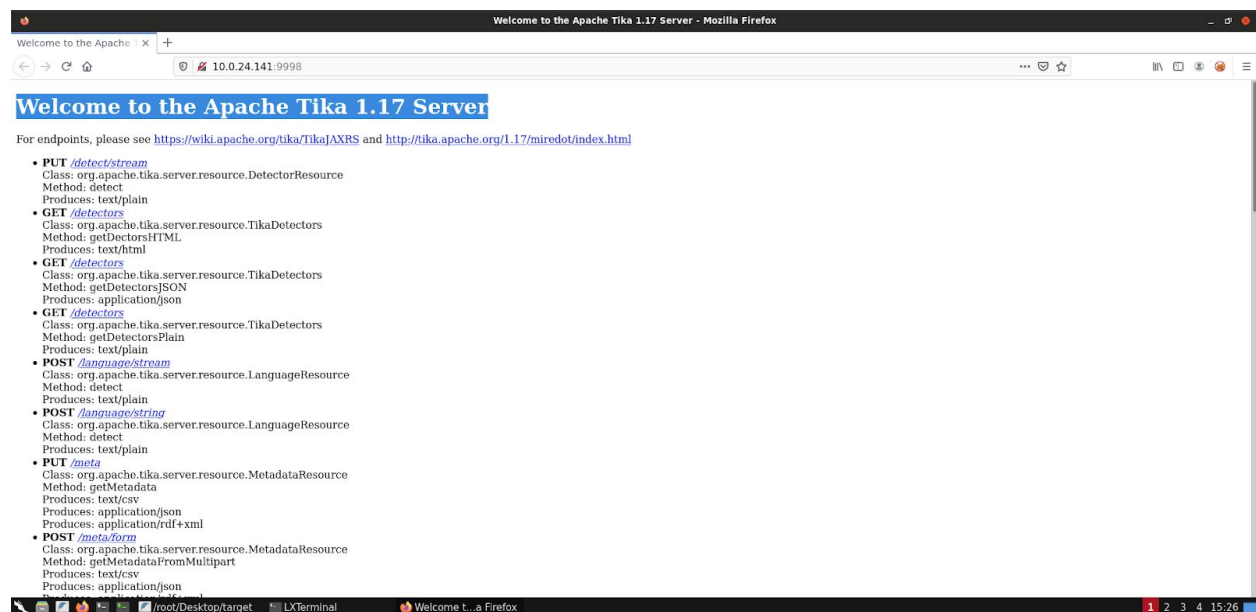 Welcome to the Apache Tika 1.17 Server - Mozilla Firefox
Welcome to the Apache T
10.0.24.141:9998
Welcome to the Apache Tika 1.17 Server
For endpoints, please see https://wiki.apache.org/tika/TikaJAXRS and http://tika.apache.org/1.17/miredot/index.html
• PUT /detect/stream
Class: org.apache.tika.server.resource.DetectorResource
Method: detect
Produces: text/plain
• GET /detectors
Class: org.apache.tika.server.resource.TikaDetectors
Method: getDectorsHTML
Produces: text/html
• GET /detectors
Class: org.apache.tika.server.resource.TikaDetectors
Method: getDetectorsJSON
Produces: application/json
• GET /detectors
Class: org.apache.tika.server.resource.TikaDetectors
Method: getDetectorsPlain
Produces: text/plain
• POST /language/stream
Class: org.apache.tika.server.resource.LanguageResource
Method: detect
Produces: text/plain
• POST /language/string
Class: org.apache.tika.server.resource.LanguageResource
Method: detect
Produces: text/plain
• PUT /meta
Class: org.apache.tika.server.resource.MetadataResource
Method: getMetadata
Produces: text/csv
Produces: application/json
Produces: application/rdf+xml
• POST /meta/form
Class: org.apache.tika.server.resource.MetadataResource
Method: getMetadataFromMultipart
Produces: text/csv
Produces: application/json
/root/Desktop/target LXTerminal Welcome t...a Firefox 1 2 3 4 15:26